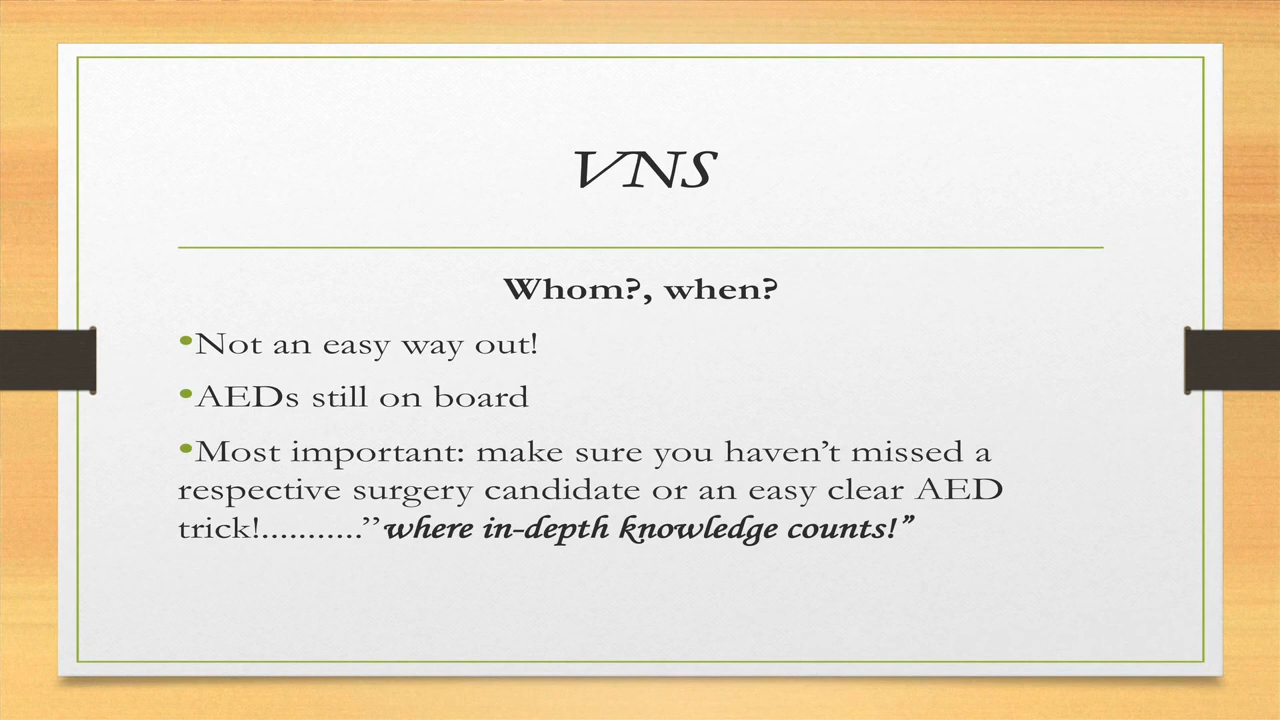 VNS
Whom?, when?
•Not an easy way out!
•AEDs still on board
•Most important: make sure you haven’t missed a
respective surgery candidate or an easy clear AED
trick!...........’’where in-depth knowledge counts!”